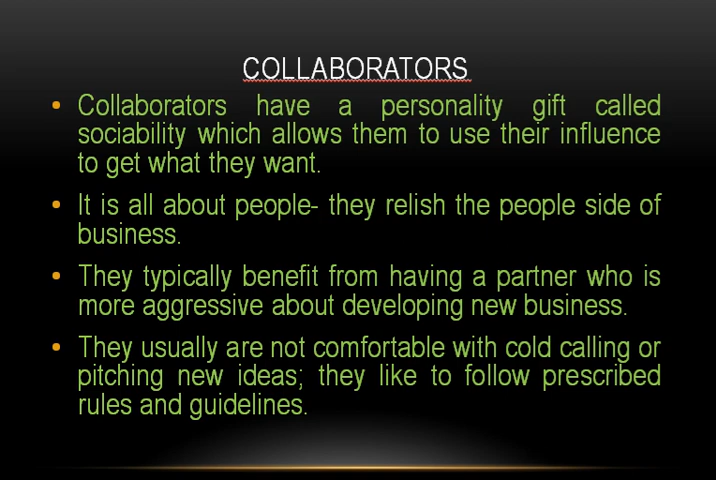 COLLABORATORS
• Collaborators have a personality gift called
sociability which allows them to use their influence
to get what they want.
• It is all about people- they relish the people side of
business.
• They typically benefit from having a partner who is
more aggressive about developing new business.
• They usually are not comfortable with cold calling or
pitching new ideas; they like to follow prescribed
rules and guidelines.